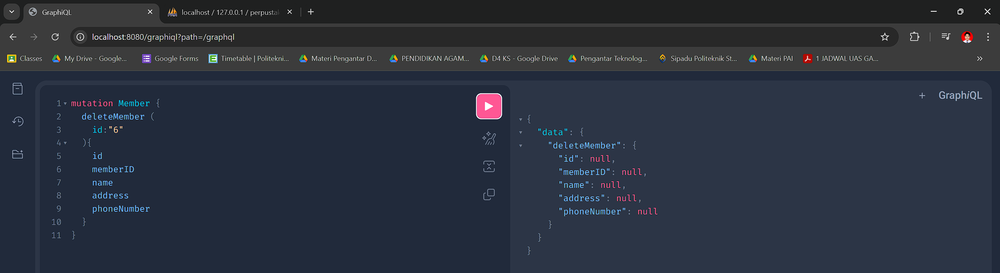 GraphiQL
localhost / 127.0.0.1 / perpustak
localhost:8080/graphiql?path=/graphql
Classes
My Drive - Google...
Google Forms
Timetable | Politekni...
Materi Pengantar D...
PENDIDIKAN AGAM...
D4 KS - Google Drive
Pengantar Teknolog...
Sipadu Politeknik St...
Materi PAI
1 JADWAL UAS GA...
1 mutation Member {
2 deleteMember (
3 id:"6"
4 ){
5 id
6 memberID
7 name
8 address
9 phoneNumber
10 }
11 }
+ GraphiQL
{
"data": {
"deleteMember": {
"id": null,
"memberID": null,
"name": null,
"address": null,
"phoneNumber": null
}
}
}